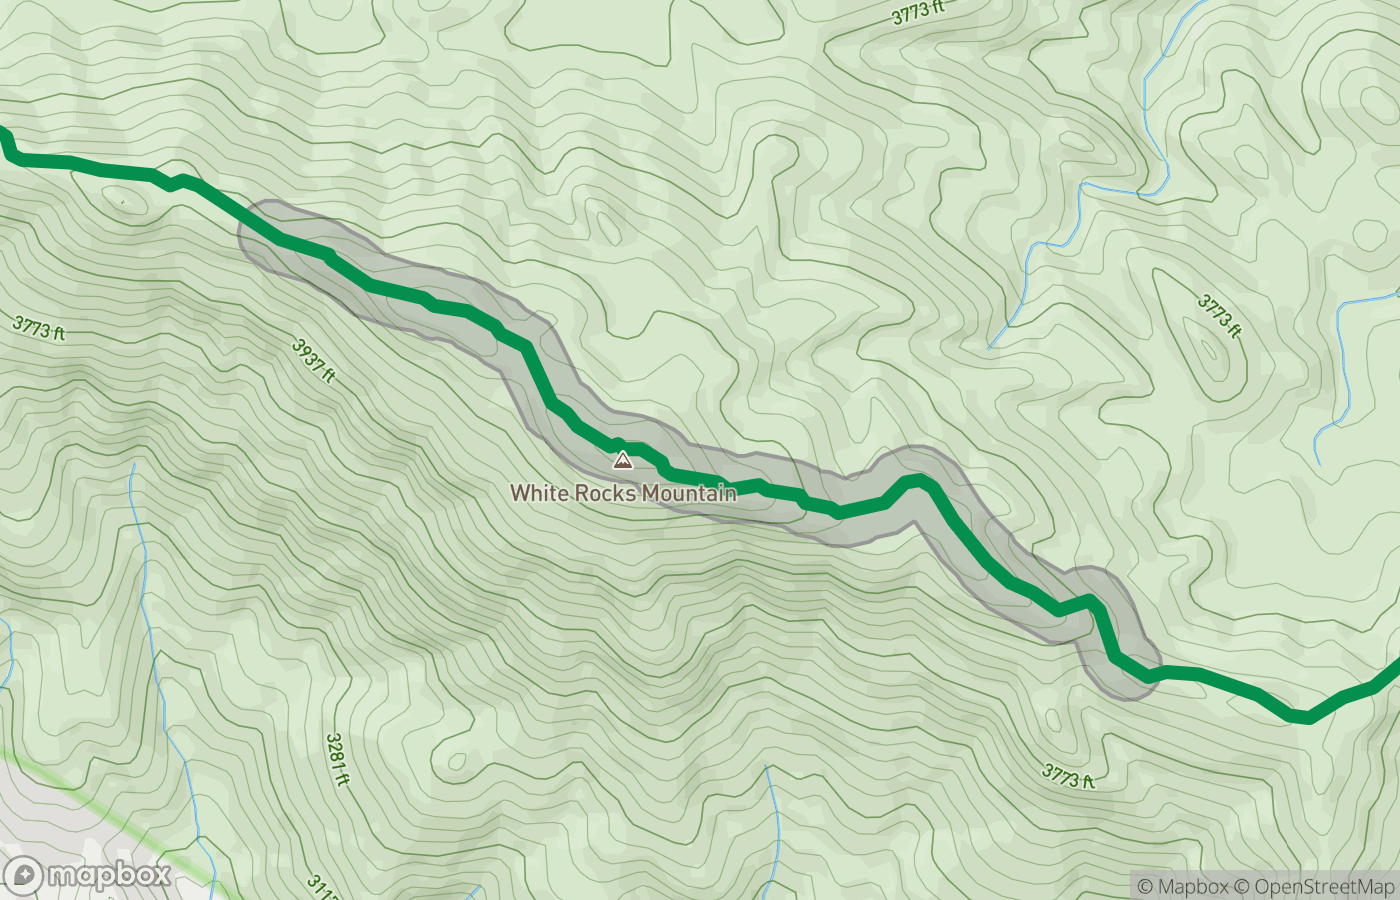 3773 ft
3773 ft
3773 ft
3937 ft
White Rocks Mountain
3281 ft
3773 ft
mapbox
© Mapbox © OpenStreetMap